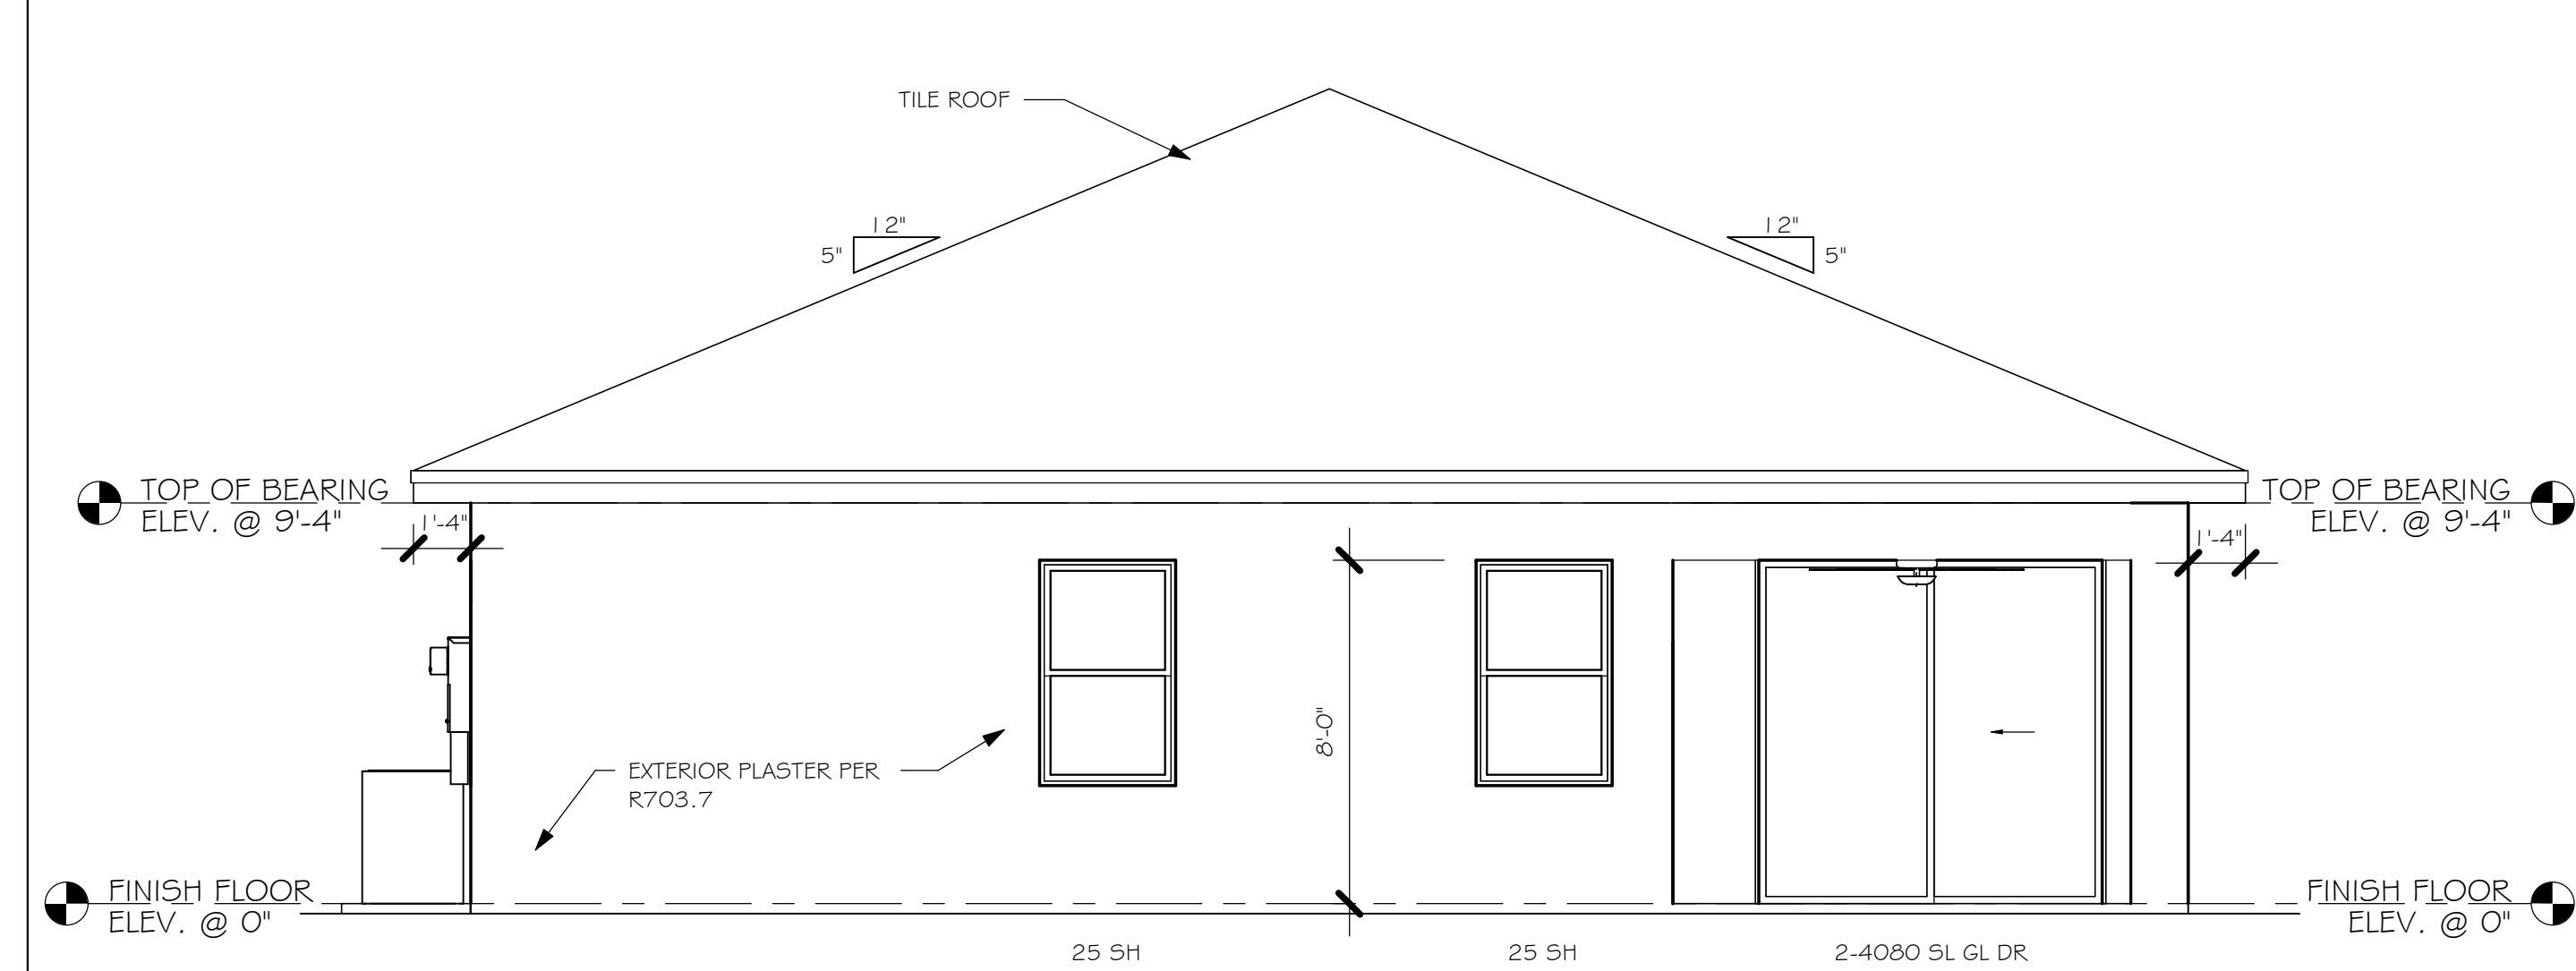 TILE ROOF
12"
5"
12"
5"
TOP OF BEARING
ELEV. @ 9'-4"
1'-4"
TOP OF BEARING
ELEV. @ 9'-4"
1'-4"
8'-0"
EXTERIOR PLASTER PER
R703.7
FINISH FLOOR
ELEV. @ 0"
FINISH FLOOR
ELEV. @ 0"
25 SH
25 SH
2-4080 SL GL DR